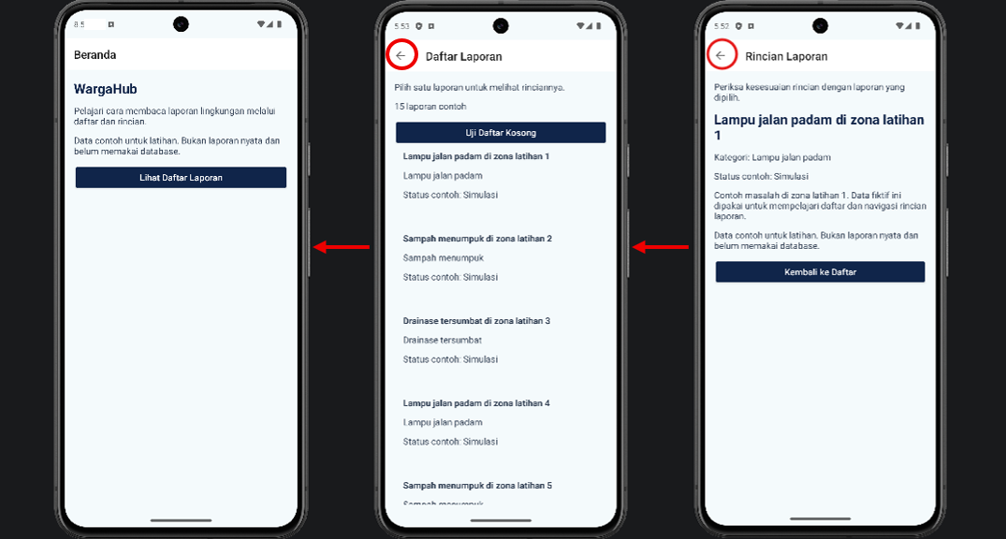 8.5
Beranda
WargaHub
Pelajari cara membaca laporan lingkungan melalui
daftar dan rincian.
Data contoh untuk latihan. Bukan laporan nyata dan
belum memakai database.
Lihat Daftar Laporan
5.53
Daftar Laporan
Pilih satu laporan untuk melihat rinciannya.
15 laporan contoh
Uji Daftar Kosong
Lampu jalan padam di zona latihan 1
Lampu jalan padam
Status contoh: Simulasi
Sampah menumpuk di zona latihan 2
Sampah menumpuk
Status contoh: Simulasi
Drainase tersumbat di zona latihan 3
Drainase tersumbat
Status contoh: Simulasi
Lampu jalan padam di zona latihan 4
Lampu jalan padam
Status contoh: Simulasi
Sampah menumpuk di zona latihan 5
Sampah menumpuk
5.52
Rincian Laporan
Periksa kesesuaian rincian dengan laporan yang
dipilih.
Lampu jalan padam di zona latihan
1
Kategori: Lampu jalan padam
Status contoh: Simulasi
Contoh masalah di zona latihan 1. Data fiktif ini
dipakai untuk mempelajari daftar dan navigasi rincian
laporan.
Data contoh untuk latihan. Bukan laporan nyata dan
belum memakai database.
Kembali ke Daftar